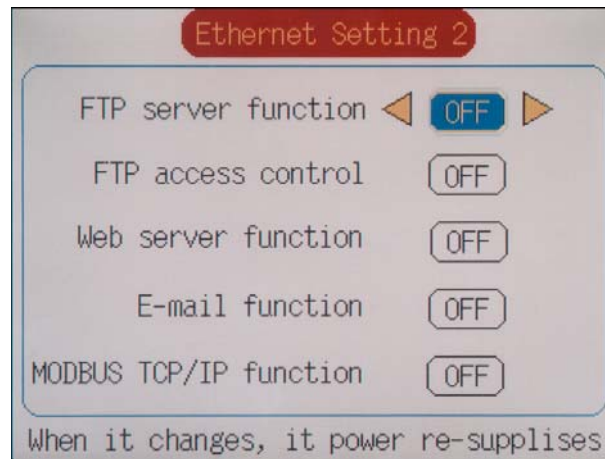 Ethernet Setting 2
FTP server function OFF
FTP access control OFF
Web server function OFF
E-mail function OFF
MODBUS TCP/IP function OFF
When it changes, it power re-supplises